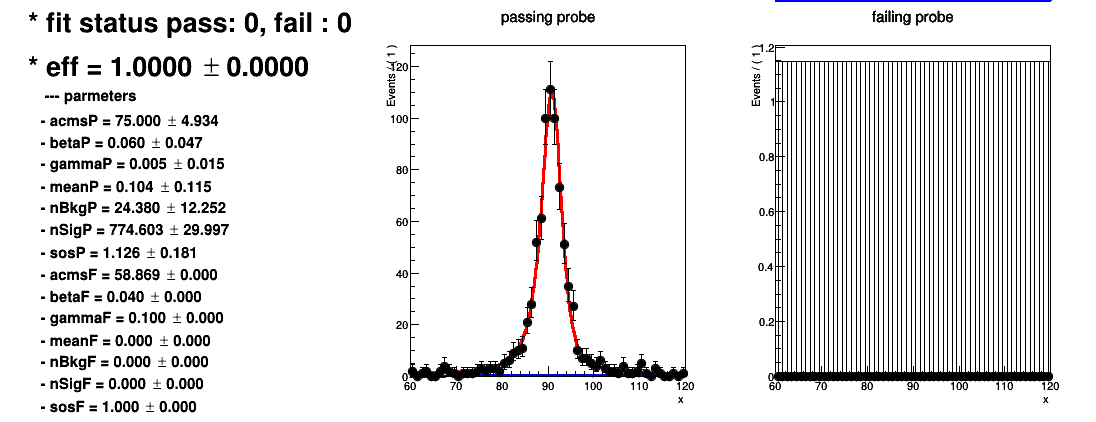 * fit status pass: 0, fail : 0
* eff = 1.0000 ± 0.0000
--- parmeters
- acmsP = 75.000 ± 4.934
- betaP = 0.060 ± 0.047
- gammaP = 0.005 ± 0.015
- meanP = 0.104 ± 0.115
- nBkgP = 24.380 ± 12.252
- nSigP = 774.603 ± 29.997
- sosP = 1.126 ± 0.181
- acmsF = 58.869 ± 0.000
- betaF = 0.040 ± 0.000
- gammaF = 0.100 ± 0.000
- meanF = 0.000 ± 0.000
- nBkgF = 0.000 ± 0.000
- nSigF = 0.000 ± 0.000
- sosF = 1.000 ± 0.000
passing probe
Events / ( 1 )
120
100
80
60
40
20
0
60 70 80 90 100 110 120
x
failing probe
Events / ( 1 )
1.2
1
0.8
0.6
0.4
0.2
0
60 70 80 90 100 110 120
x